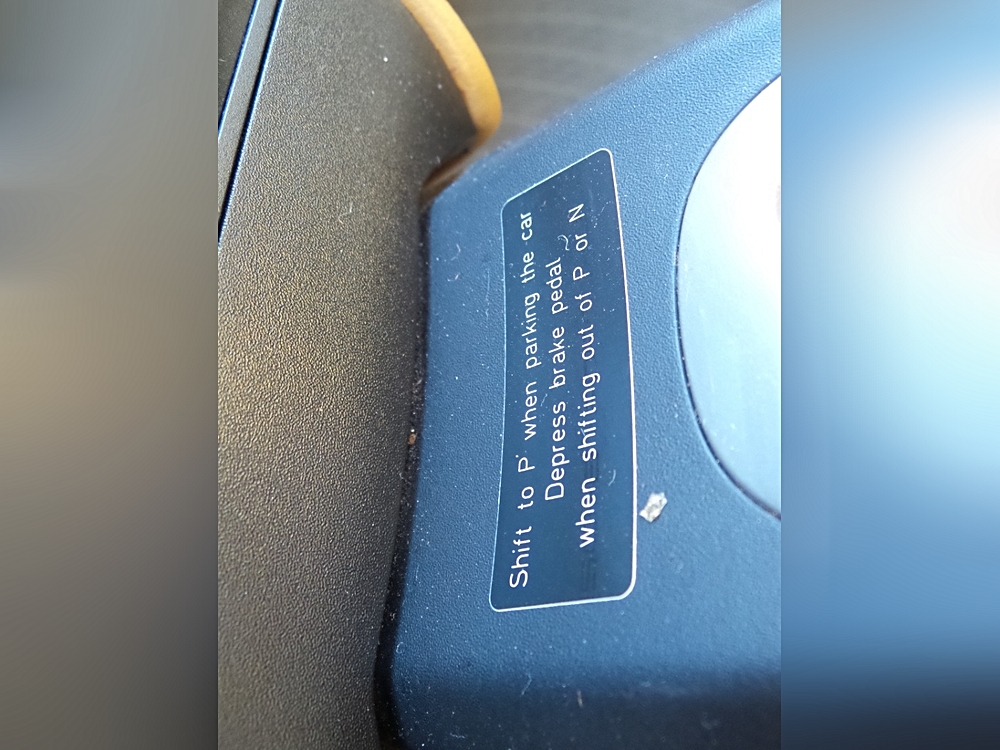 Shift to P when parking the car
Depress brake pedal
when shifting out of P or N